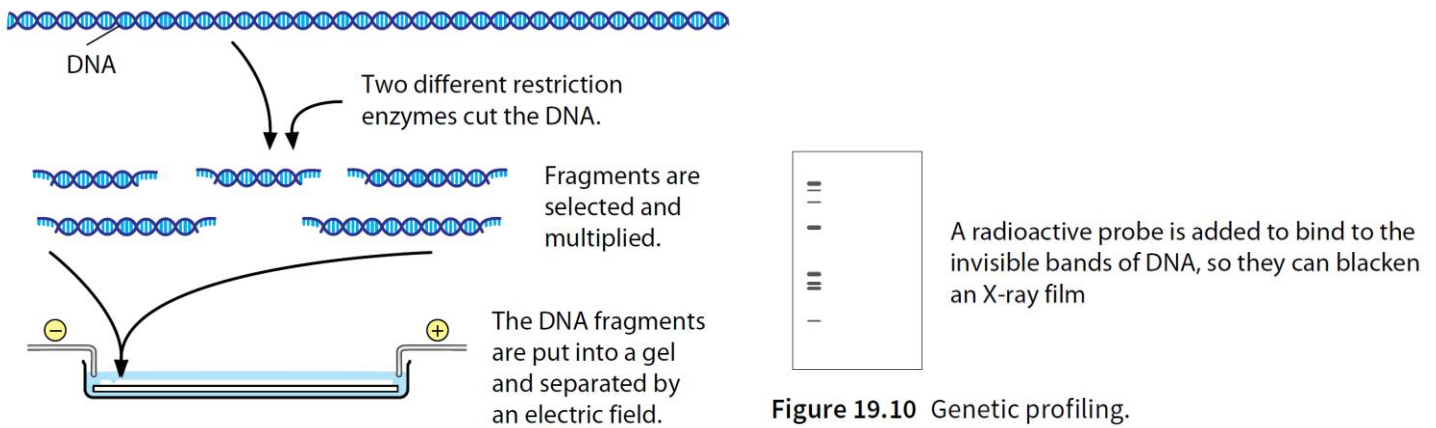 DNA
Two different restriction
enzymes cut the DNA.
Fragments are
selected and
multiplied.
The DNA fragments
are put into a gel
and separated by
an electric field.
−
+
A radioactive probe is added to bind to the
invisible bands of DNA, so they can blacken
an X-ray film
Figure 19.10 Genetic profiling.